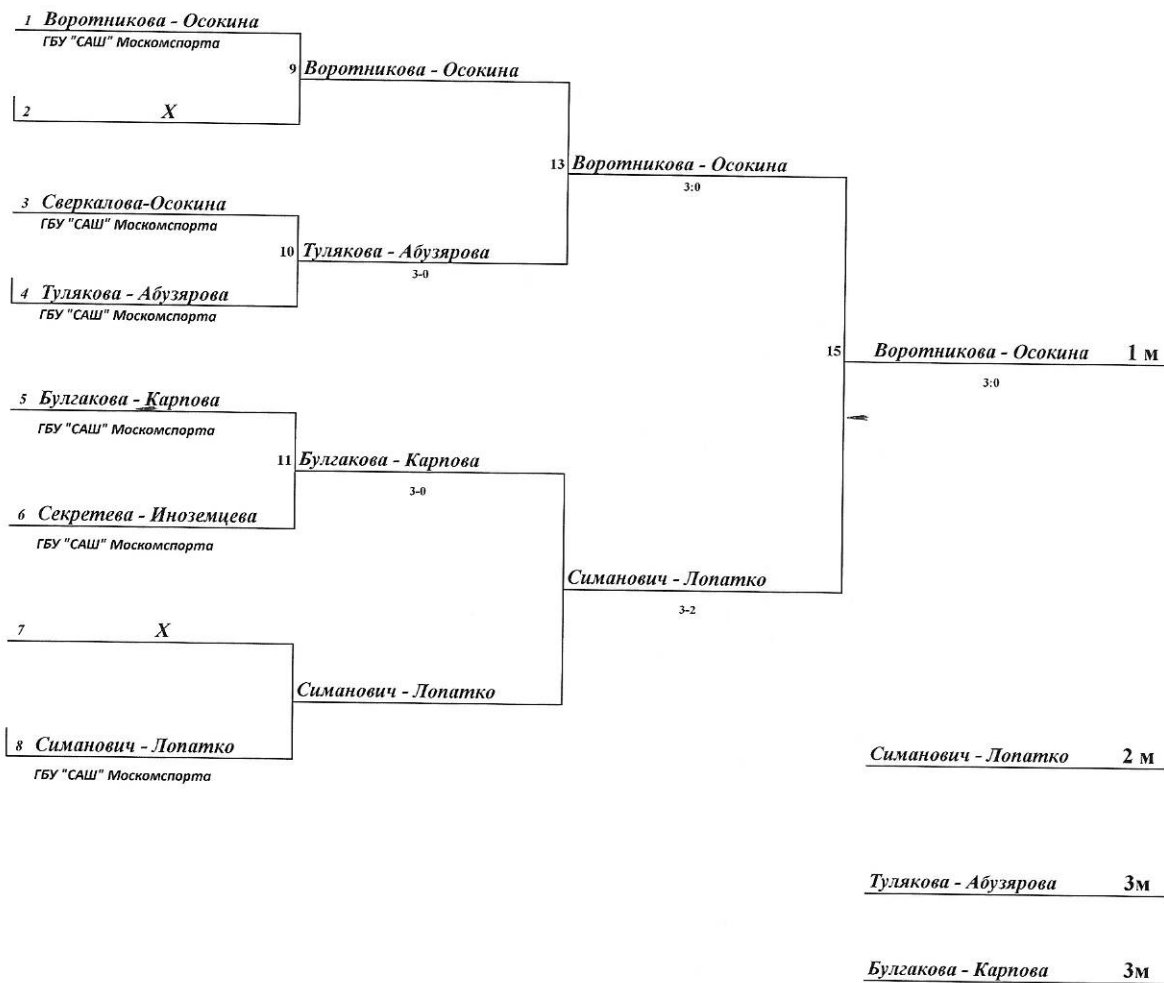 1 Воротникова - Осокина
ГБУ "САШ" Москомспорта
9 Воротникова - Осокина
2 X
13 Воротникова - Осокина
3:0
3 Сверкалова-Осокина
ГБУ "САШ" Москомспорта
10 Тулякова - Абузярова
3-0
4 Тулякова - Абузярова
ГБУ "САШ" Москомспорта
15 Воротникова - Осокина 1 м
3:0
5 Булгакова - Карпова
ГБУ "САШ" Москомспорта
11 Булгакова - Карпова
3-0
6 Секретева - Иноземцева
ГБУ "САШ" Москомспорта
Симанович - Лопатко
3-2
7 X
Симанович - Лопатко
8 Симанович - Лопатко
ГБУ "САШ" Москомспорта
Симанович - Лопатко 2 м
Тулякова - Абузярова 3м
Булгакова - Карпова 3м